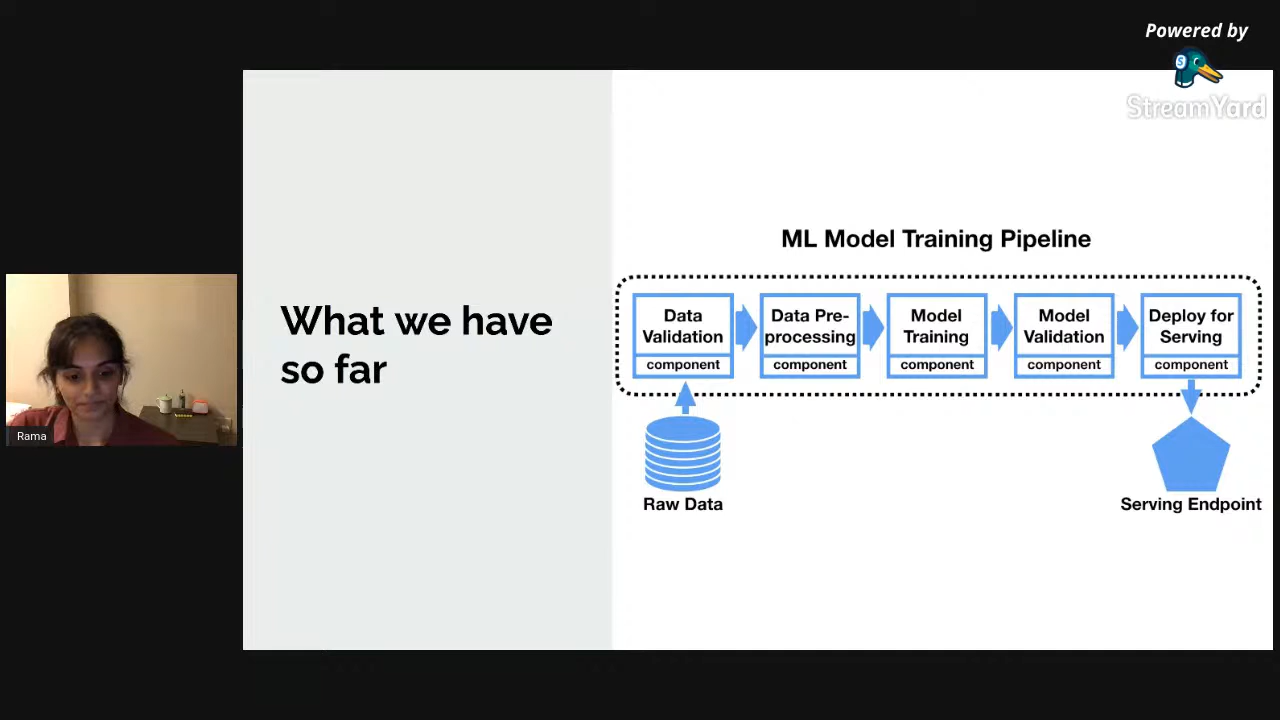 Powered by
StreamYard
What we have
so far
ML Model Training Pipeline
Data
Validation
component
Data Pre-
processing
component
Model
Training
component
Model
Validation
component
Deploy for
Serving
component
Raw Data
Serving Endpoint
Rama